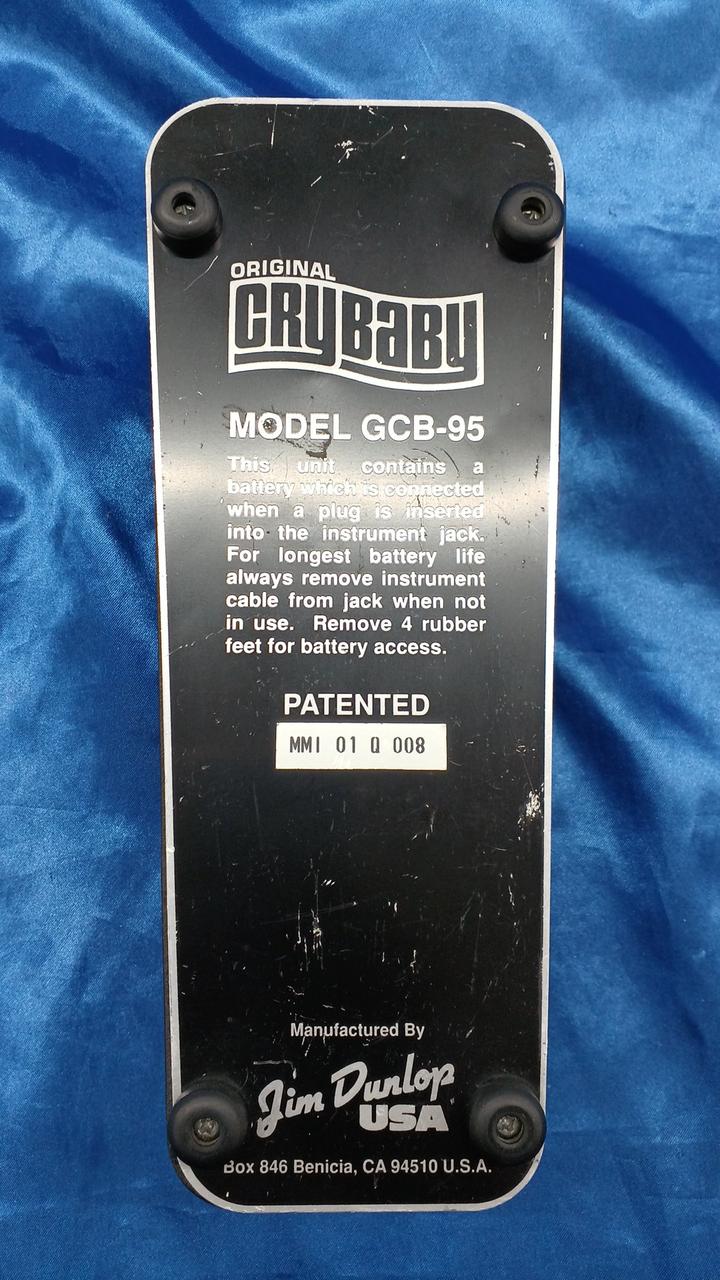 ORIGINAL
CRYBABY
MODEL GCB-95
This unit contains a
battery which is connected
when a plug is inserted
into the instrument jack.
For longest battery life
always remove instrument
cable from jack when not
in use. Remove 4 rubber
feet for battery access.
PATENTED
MMI 01 Q 008
Manufactured By
Jim Dunlop
USA
Box 846 Benicia, CA 94510 U.S.A.